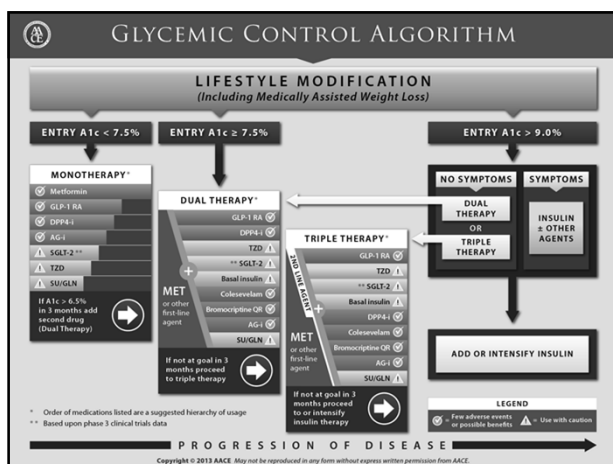 AACE
GLYCEMIC CONTROL ALGORITHM
LIFESTYLE MODIFICATION
(Including Medically Assisted Weight Loss)
ENTRY A1c < 7.5%
ENTRY A1c ≥ 7.5%
ENTRY A1c > 9.0%
MONOTHERAPY*
Metformin
GLP-1 RA
DPP4-i
AG-i
SGLT-2 **
TZD
SU/GLN
If A1c > 6.5%
in 3 months add
second drug
(Dual Therapy)
DUAL THERAPY*
GLP-1 RA
DPP4-i
TZD
** SGLT-2
Basal insulin
Colesevelam
Bromocriptine QR
AG-i
SU/GLN
+
MET
or other
first-line
agent
If not at goal in 3
months proceed
to triple therapy
TRIPLE THERAPY*
GLP-1 RA
TZD
** SGLT-2
Basal insulin
DPP4-i
Colesevelam
Bromocriptine QR
AG-i
SU/GLN
2ND LINE AGENT
+
MET
or other
first-line
agent
If not at goal in 3
months proceed
to or intensify
insulin therapy
NO SYMPTOMS
DUAL
THERAPY
OR
TRIPLE
THERAPY
SYMPTOMS
INSULIN
± OTHER
AGENTS
ADD OR INTENSIFY INSULIN
* Order of medications listed are a suggested hierarchy of usage
** Based upon phase 3 clinical trials data
LEGEND
= Few adverse events
or possible benefits
= Use with caution
PROGRESSION OF DISEASE
Copyright © 2013 AACE May not be reproduced in any form without express written permission from AACE.